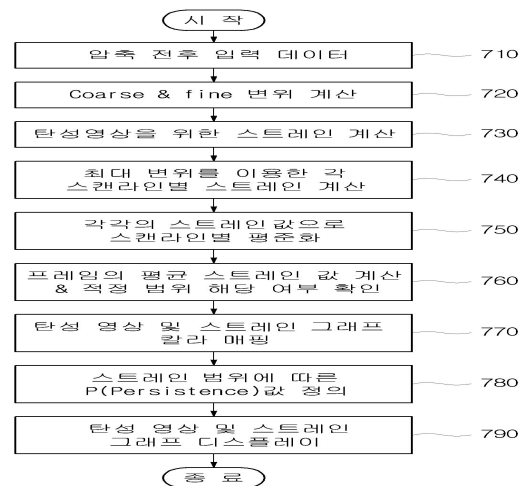 시 작
압축 전후 입력 데이터
710
Coarse & fine 변위 계산
720
탄성영상을 위한 스트레인 계산
730
최대 변위를 이용한 각
스캔라인별 스트레인 계산
740
각각의 스트레인값으로
스캔라인별 평준화
750
프레임의 평균 스트레인 값 계산
& 적정 범위 해당 여부 확인
760
탄성 영상 및 스트레인 그래프
칼라 매핑
770
스트레인 범위에 따른
P(Persistence)값 정의
780
탄성 영상 및 스트레인
그래프 디스플레이
790
종 료